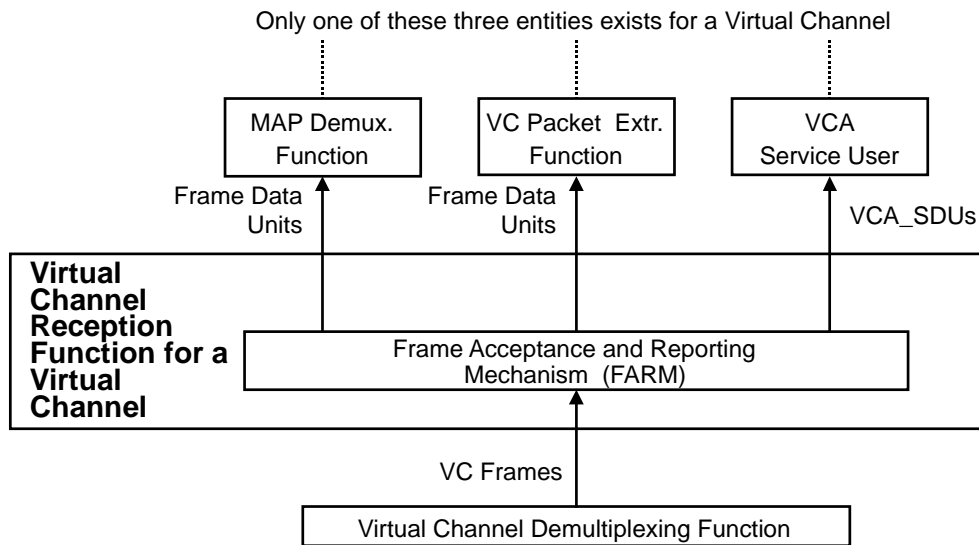 Only one of these three entities exists for a Virtual Channel
MAP Demux.
Function
VC Packet Extr.
Function
VCA
Service User
Frame Data
Units
Frame Data
Units
VCA_SDUs
Virtual
Channel
Reception
Function for a
Virtual
Channel
Frame Acceptance and Reporting
Mechanism (FARM)
VC Frames
Virtual Channel Demultiplexing Function